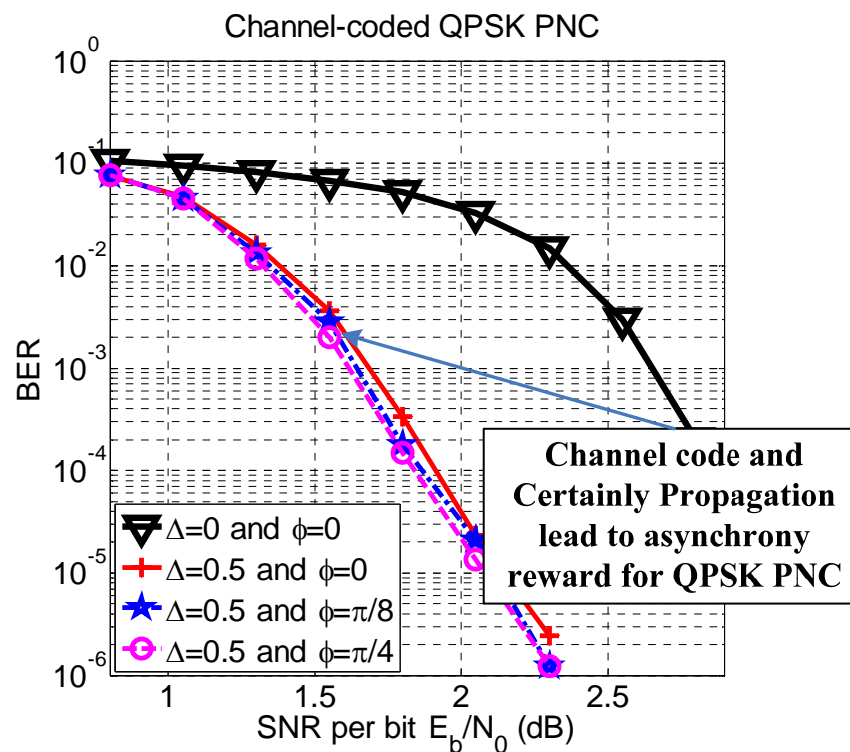 Channel-coded QPSK PNC
10^0
10^-1
10^-2
10^-3
10^-4
10^-5
10^-6
BER
Channel code and
Certainly Propagation
lead to asynchrony
reward for QPSK PNC
Δ=0 and ϕ=0
Δ=0.5 and ϕ=0
Δ=0.5 and ϕ=π/8
Δ=0.5 and ϕ=π/4
1 1.5 2 2.5
SNR per bit E_b/N_0 (dB)